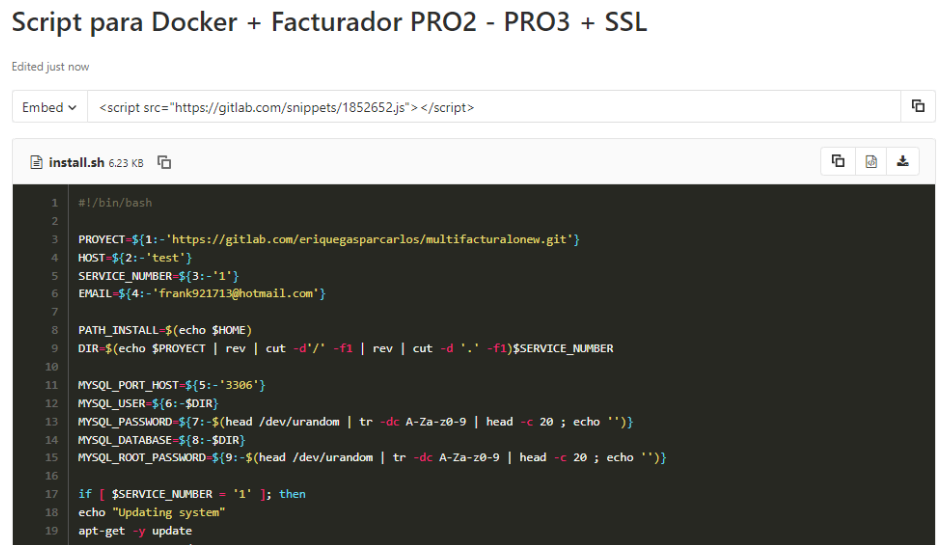 Script para Docker + Facturador PRO2 - PRO3 + SSL
Edited just now
Embed <script src="https://gitlab.com/snippets/1852652.js"></script>
install.sh 6.23 KB
1 #!/bin/bash
2
3 PROYECT=${1:-'https://gitlab.com/eriquegasparcarlos/multifacturalonew.git'}
4 HOST=${2:-'test'}
5 SERVICE_NUMBER=${3:-'1'}
6 EMAIL=${4:-'frank921713@hotmail.com'}
7
8 PATH_INSTALL=$(echo $HOME)
9 DIR=$(echo $PROYECT | rev | cut -d'/' -f1 | rev | cut -d '.' -f1)$SERVICE_NUMBER
10
11 MYSQL_PORT_HOST=${5:-'3306'}
12 MYSQL_USER=${6:-$DIR}
13 MYSQL_PASSWORD=${7:-$(head /dev/urandom | tr -dc A-Za-z0-9 | head -c 20 ; echo '')}
14 MYSQL_DATABASE=${8:-$DIR}
15 MYSQL_ROOT_PASSWORD=${9:-$(head /dev/urandom | tr -dc A-Za-z0-9 | head -c 20 ; echo '')}
16
17 if [ $SERVICE_NUMBER = '1' ]; then
18 echo "Updating system"
19 apt-get -y update